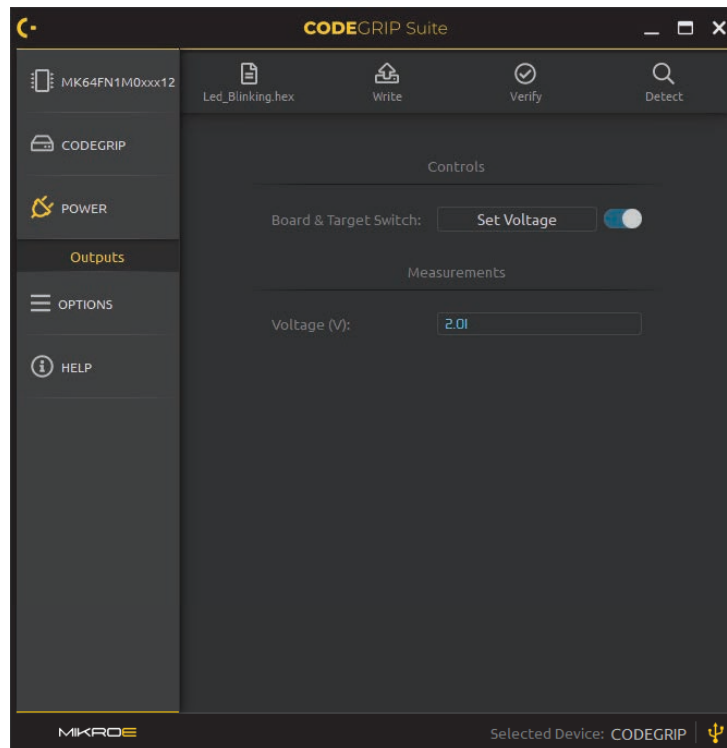 CODEGRIP Suite
MK64FN1M0xxx12
Led_Blinking.hex
Write
Verify
Detect
CODEGRIP
POWER
Outputs
OPTIONS
HELP
Controls
Board & Target Switch:
Set Voltage
Measurements
Voltage (V):
2.01
MIKROE
Selected Device: CODEGRIP